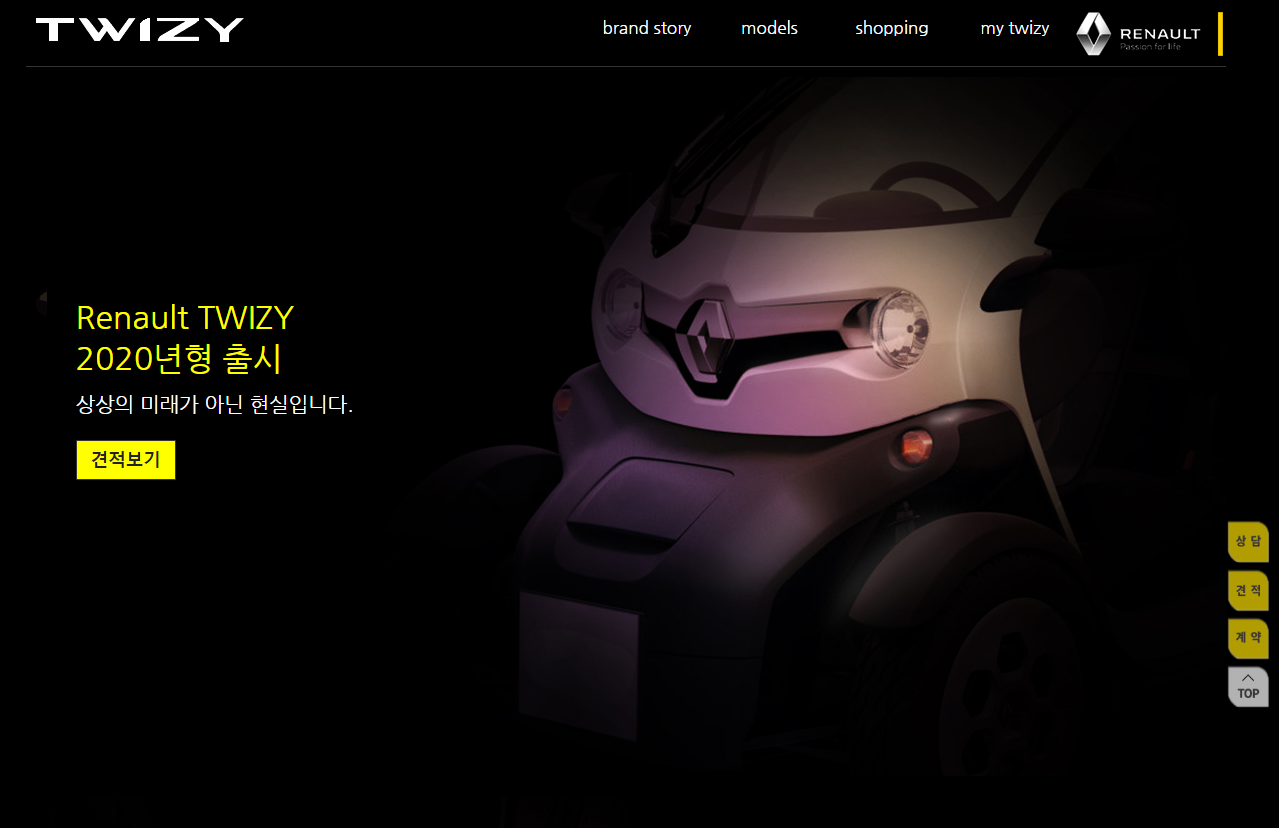 TWIZY
brand story
models
shopping
my twizy
RENAULT
Passion for life
Renault TWIZY
2020년형 출시
상상의 미래가 아닌 현실입니다.
견적보기
상 담
견 적
계 약
TOP